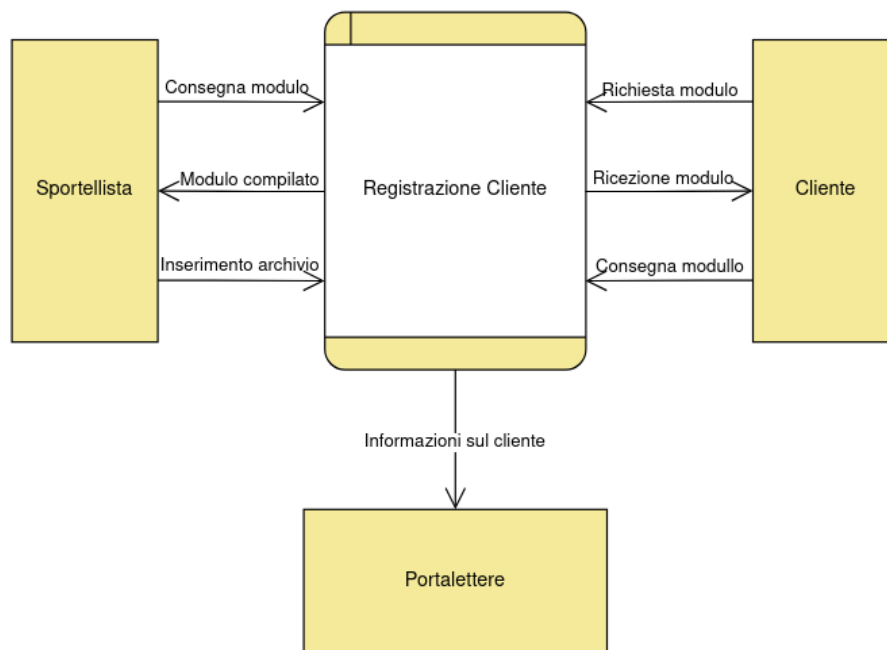 Consegna modulo
Richiesta modulo
Sportellista
Modulo compilato
Registrazione Cliente
Ricezione modulo
Cliente
Inserimento archivio
Consegna modullo
Informazioni sul cliente
Portalettere